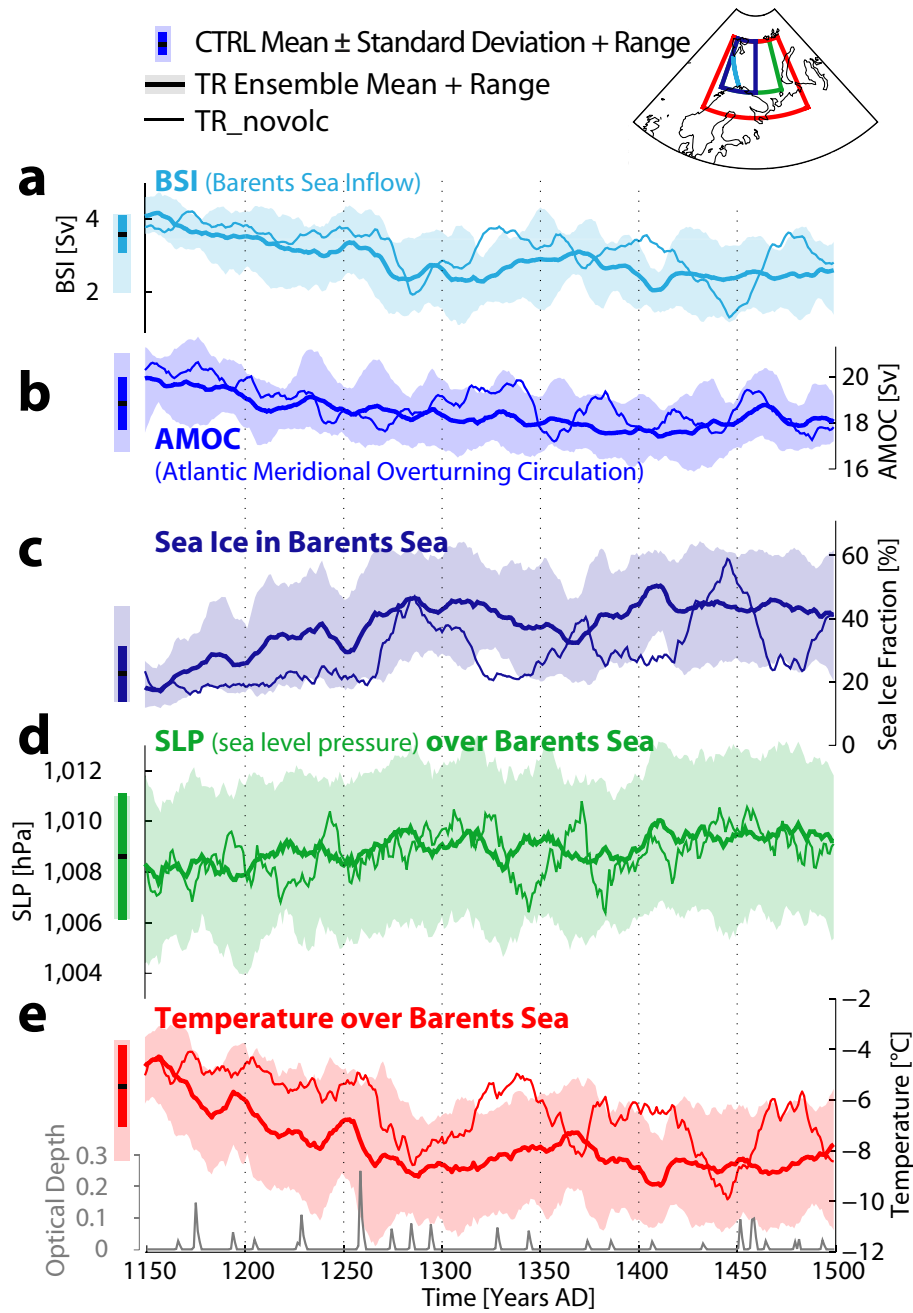 CTRL Mean ± Standard Deviation + Range
TR Ensemble Mean + Range
TR_novolc
a
BSI (Barents Sea Inflow)
BSI [Sv]
4
2
b
AMOC
(Atlantic Meridional Overturning Circulation)
AMOC [Sv]
20
18
16
c
Sea Ice in Barents Sea
Sea Ice Fraction [%]
60
40
20
0
d
SLP (sea level pressure) over Barents Sea
SLP [hPa]
1,012
1,010
1,008
1,006
1,004
e
Temperature over Barents Sea
Temperature [°C]
−2
−4
−6
−8
−10
−12
Optical Depth
0.3
0.2
0.1
0
1150 1200 1250 1300 1350 1400 1450 1500
Time [Years AD]